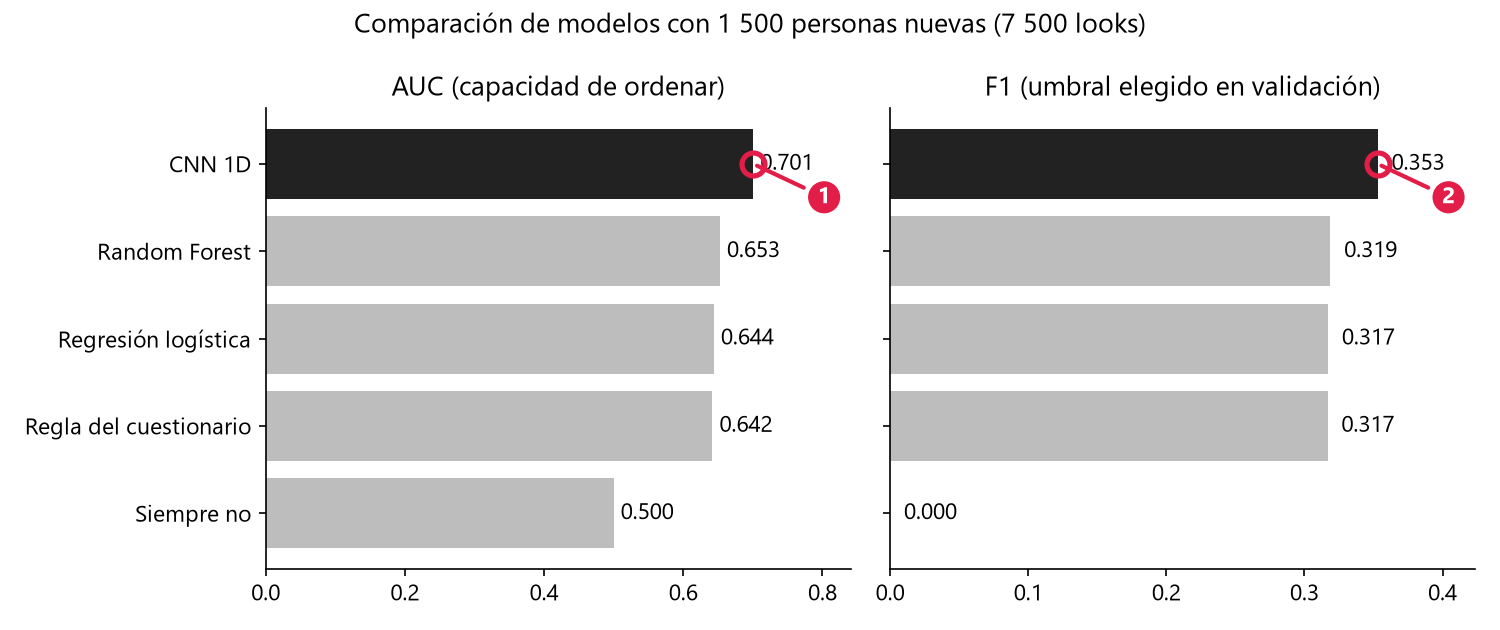 Comparación de modelos con 1 500 personas nuevas (7 500 looks)
AUC (capacidad de ordenar)
CNN 1D
0.701
1
Random Forest
0.653
Regresión logística
0.644
Regla del cuestionario
0.642
Siempre no
0.500
0.0 0.2 0.4 0.6 0.8
F1 (umbral elegido en validación)
0.353
2
0.319
0.317
0.317
0.000
0.0 0.1 0.2 0.3 0.4